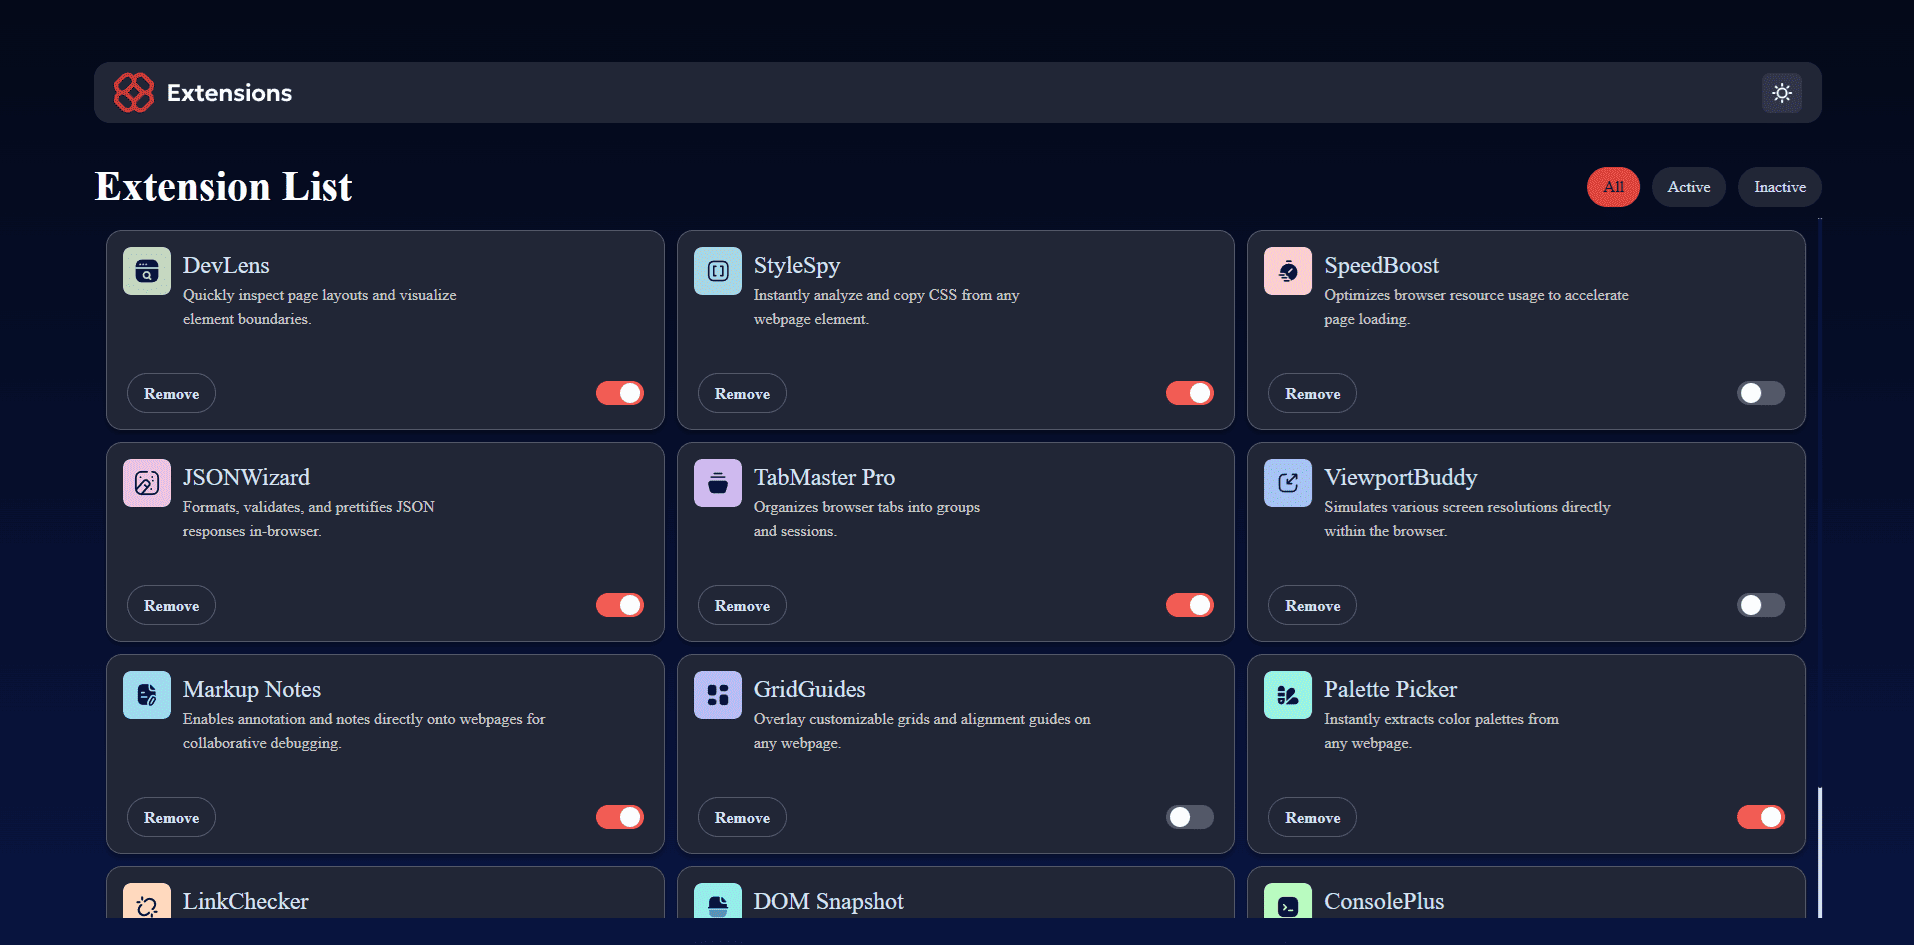 Extensions
Extension List
All
Active
Inactive
DevLens
Quickly inspect page layouts and visualize
element boundaries.
Remove
StyleSpy
Instantly analyze and copy CSS from any
webpage element.
Remove
SpeedBoost
Optimizes browser resource usage to accelerate
page loading.
Remove
JSONWizard
Formats, validates, and prettifies JSON
responses in-browser.
Remove
TabMaster Pro
Organizes browser tabs into groups
and sessions.
Remove
ViewportBuddy
Simulates various screen resolutions directly
within the browser.
Remove
Markup Notes
Enables annotation and notes directly onto webpages for
collaborative debugging.
Remove
GridGuides
Overlay customizable grids and alignment guides on
any webpage.
Remove
Palette Picker
Instantly extracts color palettes from
any webpage.
Remove
LinkChecker
DOM Snapshot
ConsolePlus